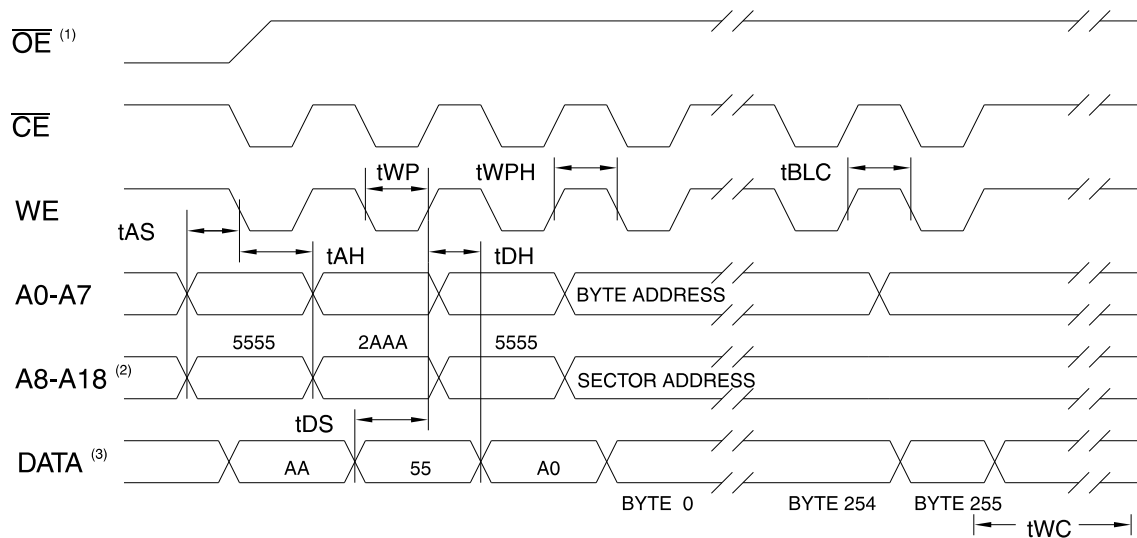 OE (1)
CE
tWP tWPH tBLC
WE
tAS
tAH tDH
A0-A7 BYTE ADDRESS
5555 2AAA 5555
A8-A18 (2) SECTOR ADDRESS
tDS
DATA (3) AA 55 A0
BYTE 0 BYTE 254 BYTE 255
tWC